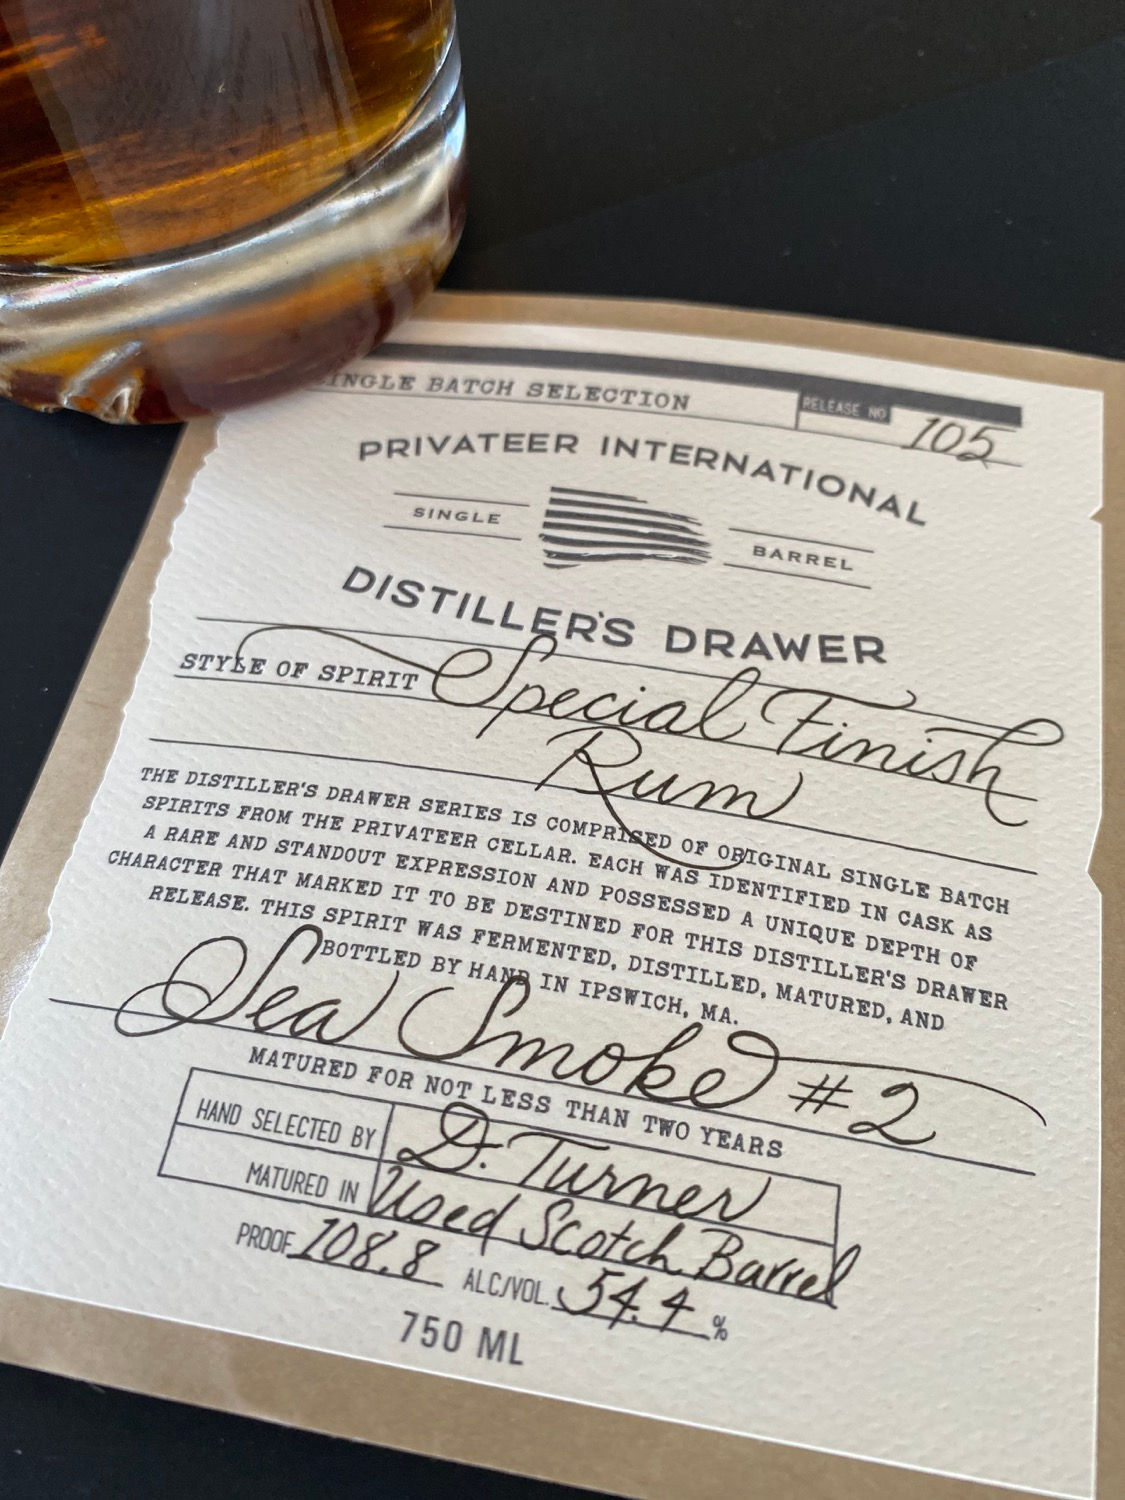 SINGLE BATCH SELECTION
RELEASE NO 105
PRIVATEER INTERNATIONAL
SINGLE BARREL
DISTILLER'S DRAWER
STYLE OF SPIRIT Special Finish
Rum
THE DISTILLER'S DRAWER SERIES IS COMPRISED OF ORIGINAL SINGLE BATCH
SPIRITS FROM THE PRIVATEER CELLAR. EACH WAS IDENTIFIED IN CASK AS
A RARE AND STANDOUT EXPRESSION AND POSSESSED A UNIQUE DEPTH OF
CHARACTER THAT MARKED IT TO BE DESTINED FOR THIS DISTILLER'S DRAWER
RELEASE. THIS SPIRIT WAS FERMENTED, DISTILLED, MATURED, AND
BOTTLED BY HAND IN IPSWICH, MA.
Sea Smoke #2
MATURED FOR NOT LESS THAN TWO YEARS
HAND SELECTED BY D. Turner
MATURED IN Used Scotch Barrel
PROOF 108.8 ALC/VOL. 54.4 %
750 ML